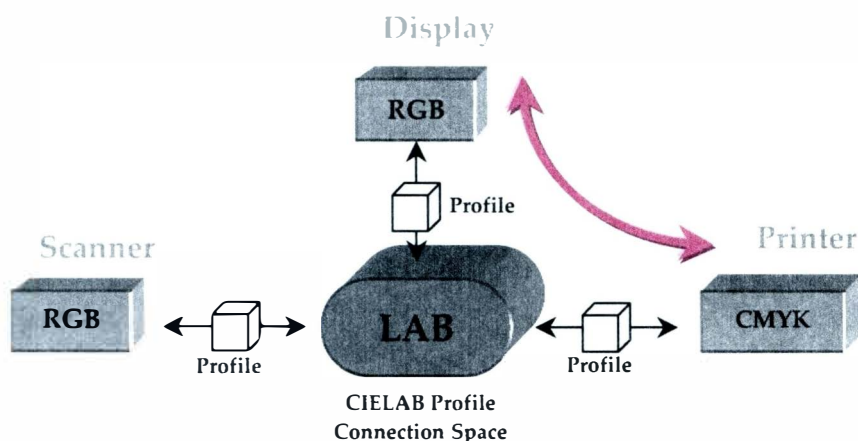 Display
RGB
Profile
Scanner
Printer
RGB
LAB
CMYK
Profile
Profile
CIELAB Profile
Connection Space